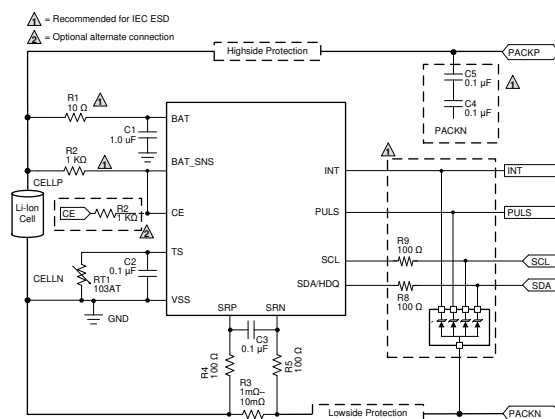 1 = Recommended for IEC ESD
2 = Optional alternate connection
Highside Protection
PACKP
C5
0.1 µF
1
C4
0.1 µF
PACKN
R1
10 Ω
1
BAT
C1
1.0 uF
R2
1 KΩ
1
BAT_SNS
CELLP
Li-Ion
Cell
CE
R2
1 KΩ
2
CE
TS
C2
0.1 µF
CELLN
RT1
103AT
VSS
GND
SRP
SRN
C3
0.1 µF
R4
100 Ω
R5
100 Ω
R3
1mΩ–
10mΩ
1
INT
INT
PULS
PULS
SCL
R9
100 Ω
SCL
SDA/HDQ
R8
100 Ω
SDA
Lowside Protection
PACKN